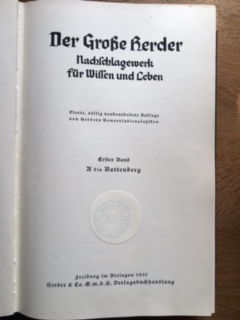 Der Große Herder
Nachschlagewerk
für Wissen und Leben
Vierte, völlig neubearbeitete Auflage
von Herders Konversationslexikon
Erster Band
A bis Battenberg
Freiburg im Breisgau 1931
Herder & Co. G.m.b.H. Verlagsbuchhandlung